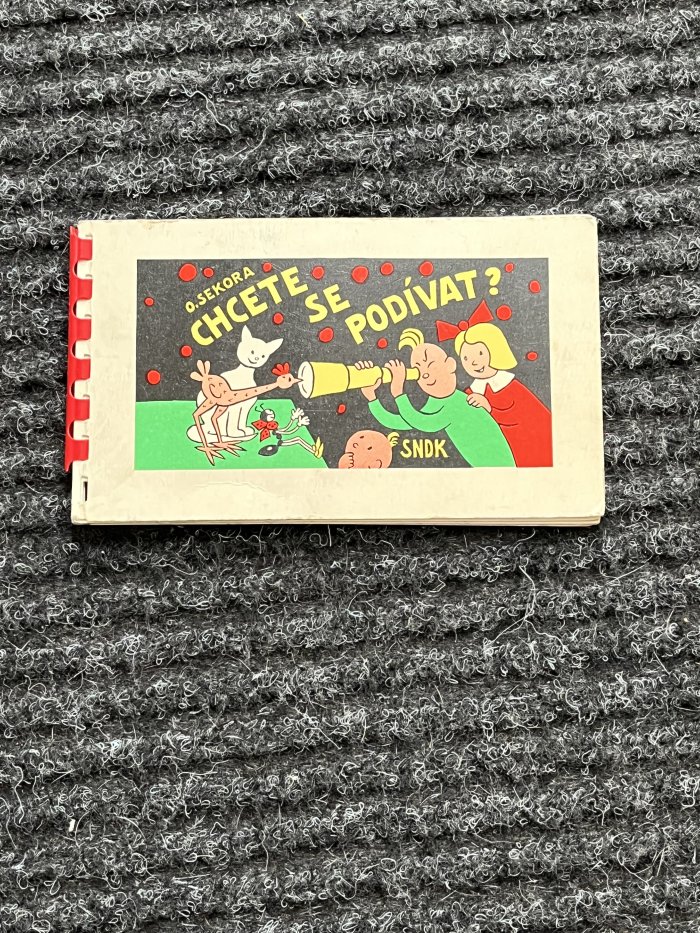 O. SEKORA
CHCETE
SE
PODÍVAT?
SNDK